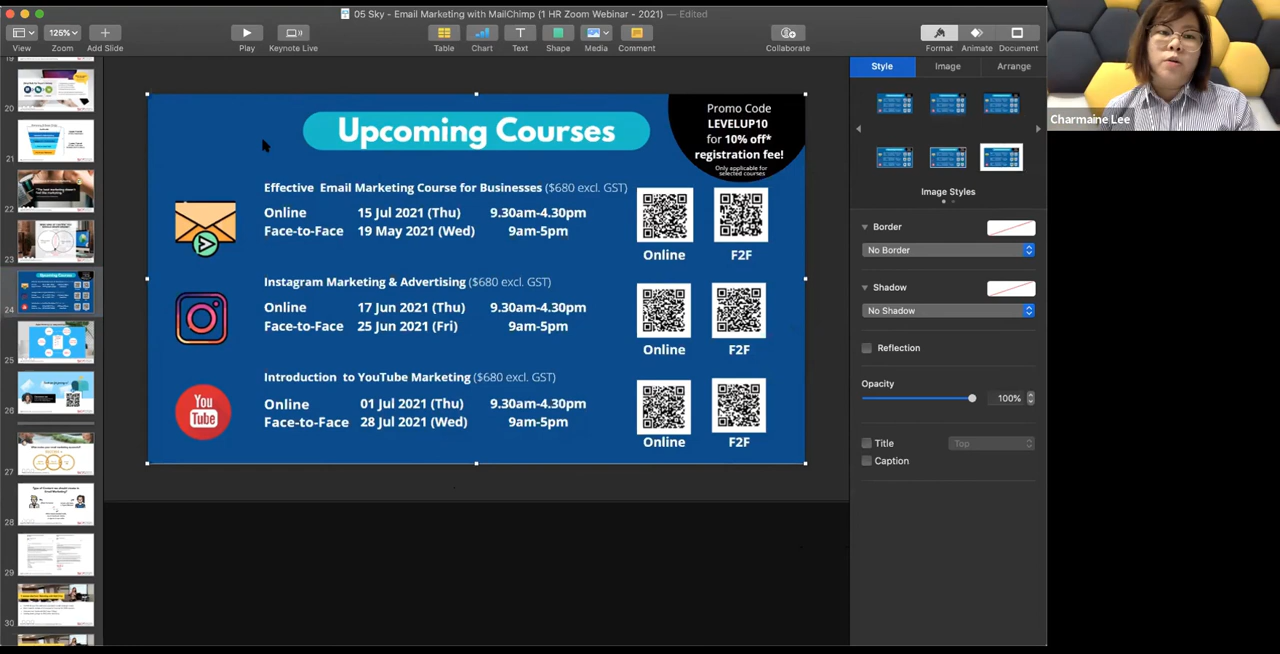 05 Sky - Email Marketing with MailChimp (1 HR Zoom Webinar - 2021) — Edited
125%
View
Zoom
Add Slide
Play
Keynote Live
Table
Chart
Text
Shape
Media
Comment
Collaborate
Format
Animate
Document
19
20
21
22
23
24
25
26
27
28
29
30
Upcoming Courses
Promo Code
LEVELUP10
for 10% off*
registration fee!
Only applicable for
selected courses
Effective Email Marketing Course for Businesses ($680 excl. GST)
Online 15 Jul 2021 (Thu) 9.30am-4.30pm
Face-to-Face 19 May 2021 (Wed) 9am-5pm
Online F2F
Instagram Marketing & Advertising ($680 excl. GST)
Online 17 Jun 2021 (Thu) 9.30am-4.30pm
Face-to-Face 25 Jun 2021 (Fri) 9am-5pm
Online F2F
You
Tube
Introduction to YouTube Marketing ($680 excl. GST)
Online 01 Jul 2021 (Thu) 9.30am-4.30pm
Face-to-Face 28 Jul 2021 (Wed) 9am-5pm
Online F2F
Style
Image
Arrange
Image Styles
Border
No Border
Shadow
No Shadow
Reflection
Opacity
100%
Title
Top
Caption
Charmaine Lee